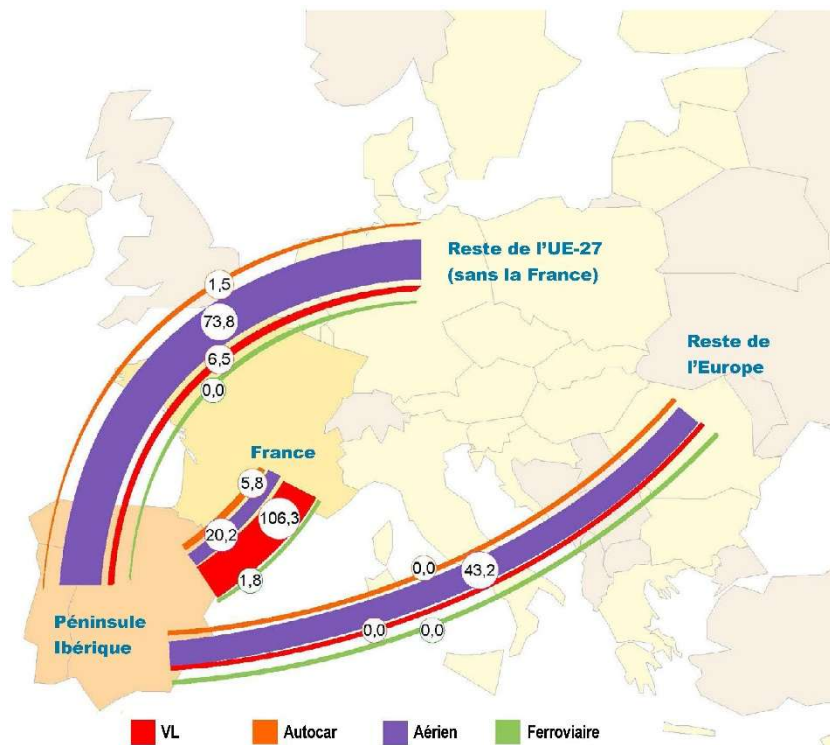 Reste de l'UE-27
(sans la France)
1,5
73,8
6,5
0,0
Reste de
l'Europe
France
5,8
20,2
106,3
1,8
0,0
43,2
0,0
0,0
Péninsule
Ibérique
VL
Autocar
Aérien
Ferroviaire